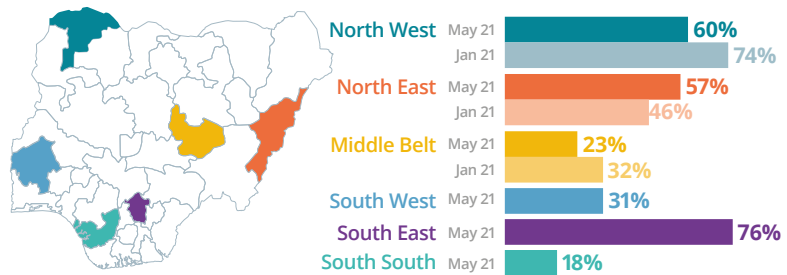 North West May 21 60%
Jan 21 74%
North East May 21 57%
Jan 21 46%
Middle Belt May 21 23%
Jan 21 32%
South West May 21 31%
South East May 21 76%
South South May 21 18%